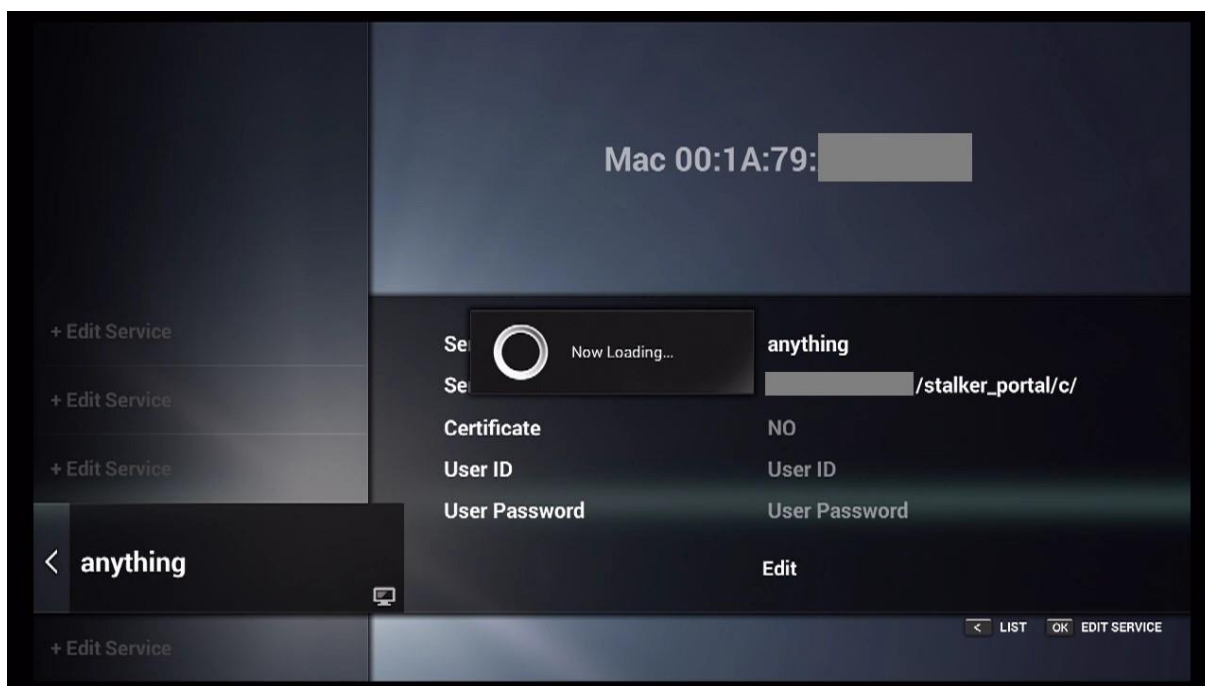 Mac 00:1A:79:
+ Edit Service
+ Edit Service
+ Edit Service
< anything
+ Edit Service
Se
Now Loading...
anything
Se
/stalker_portal/c/
Certificate NO
User ID User ID
User Password User Password
Edit
< LIST OK EDIT SERVICE